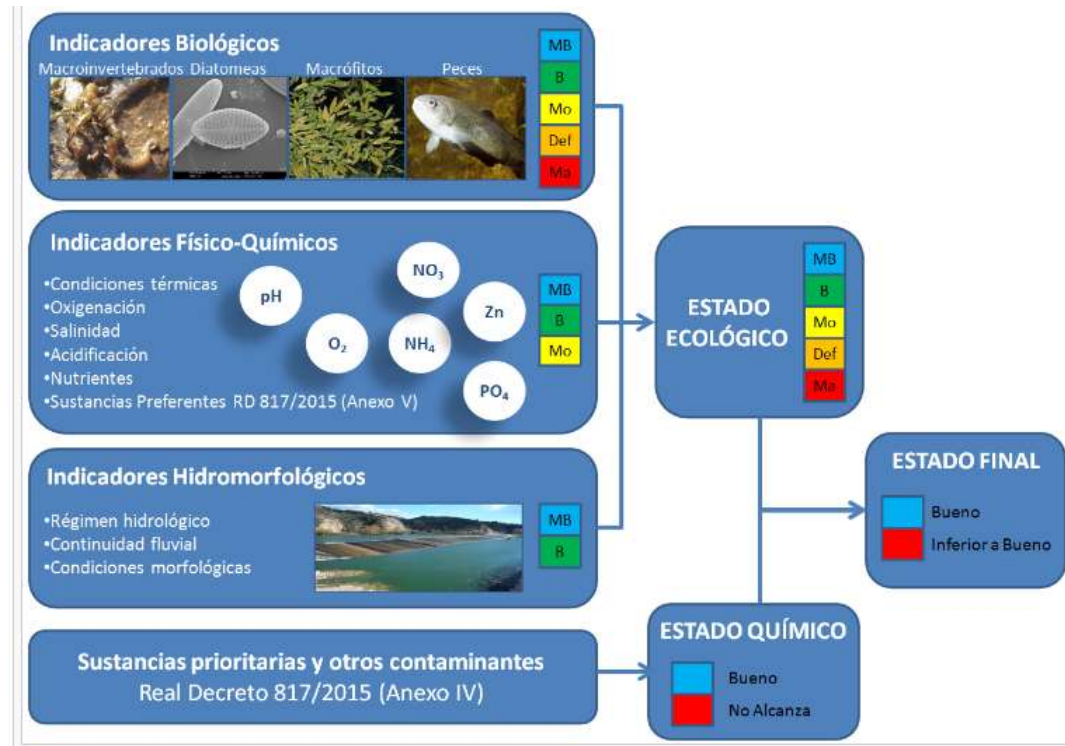 Indicadores Biológicos
Macroinvertebrados Diatomeas Macrófitos Peces
MB
B
Mo
Def
Ma
Indicadores Físico-Químicos
•Condiciones térmicas
•Oxigenación
•Salinidad
•Acidificación
•Nutrientes
•Sustancias Preferentes RD 817/2015 (Anexo V)
pH
O₂
NO₃
NH₄
Zn
PO₄
MB
B
Mo
Indicadores Hidromorfológicos
•Régimen hidrológico
•Continuidad fluvial
•Condiciones morfológicas
MB
B
Sustancias prioritarias y otros contaminantes
Real Decreto 817/2015 (Anexo IV)
ESTADO
ECOLÓGICO
MB
B
Mo
Def
Ma
ESTADO QUÍMICO
Bueno
No Alcanza
ESTADO FINAL
Bueno
Inferior a Bueno